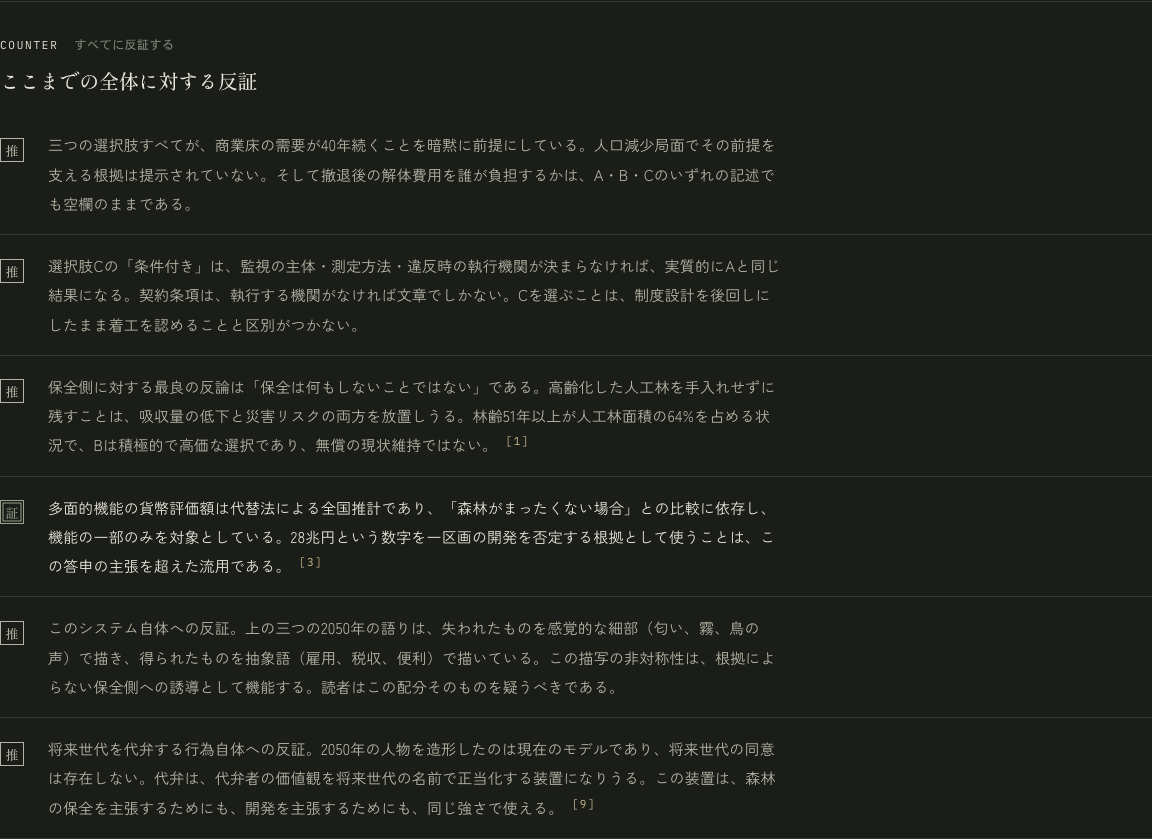 COUNTER すべてに反証する
ここまでの全体に対する反証
推 三つの選択肢すべてが、商業床の需要が40年続くことを暗黙に前提にしている。人口減少局面でその前提を
支える根拠は提示されていない。そして撤退後の解体費用を誰が負担するかは、A・B・Cのいずれの記述で
も空欄のままである。
推 選択肢Cの「条件付き」は、監視の主体・測定方法・違反時の執行機関が決まらなければ、実質的にAと同じ
結果になる。契約条項は、執行する機関がなければ文章でしかない。Cを選ぶことは、制度設計を後回しに
したまま着工を認めることと区別がつかない。
推 保全側に対する最良の反論は「保全は何もしないことではない」である。高齢化した人工林を手入れせずに
残すことは、吸収量の低下と災害リスクの両方を放置しうる。林齢51年以上が人工林面積の64%を占める状
況で、Bは積極的で高価な選択であり、無償の現状維持ではない。 [1]
証 多面的機能の貨幣評価額は代替法による全国推計であり、「森林がまったくない場合」との比較に依存し、
機能の一部のみを対象としている。28兆円という数字を一区画の開発を否定する根拠として使うことは、こ
の答申の主張を超えた流用である。 [3]
推 このシステム自体への反証。上の三つの2050年の語りは、失われたものを感覚的な細部（匂い、霧、鳥の
声）で描き、得られたものを抽象語（雇用、税収、便利）で描いている。この描写の非対称性は、根拠によ
らない保全側への誘導として機能する。読者はこの配分そのものを疑うべきである。
推 将来世代を代弁する行為自体への反証。2050年の人物を造形したのは現在のモデルであり、将来世代の同意
は存在しない。代弁は、代弁者の価値観を将来世代の名前で正当化する装置になりうる。この装置は、森林
の保全を主張するためにも、開発を主張するためにも、同じ強さで使える。 [9]